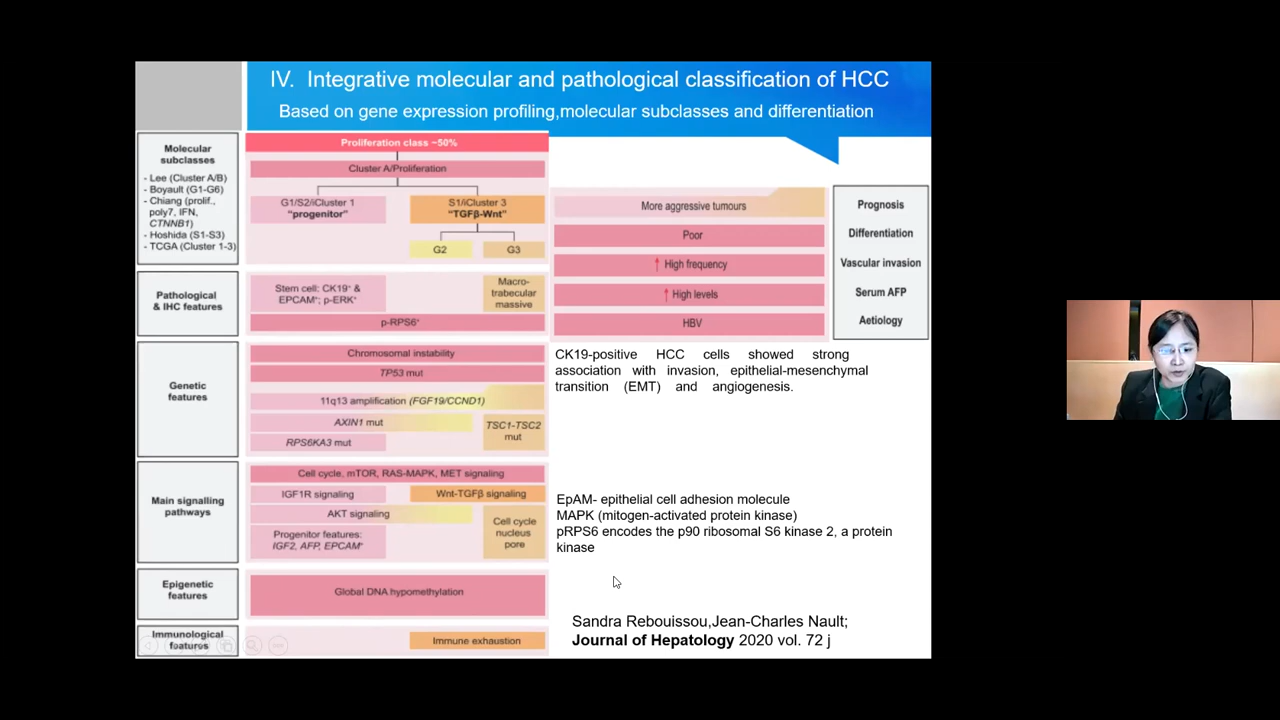 IV. Integrative molecular and pathological classification of HCC
Based on gene expression profiling,molecular subclasses and differentiation
Molecular
subclasses
- Lee (Cluster A/B)
- Boyault (G1-G6)
- Chiang (prolif.,
poly7, IFN,
CTNNB1)
- Hoshida (S1-S3)
- TCGA (Cluster 1-3)
Proliferation class ~50%
Cluster A/Proliferation
G1/S2/iCluster 1
"progenitor"
S1/iCluster 3
"TGFβ-Wnt"
G2
G3
More aggressive tumours
Poor
↑ High frequency
↑ High levels
HBV
Prognosis
Differentiation
Vascular invasion
Serum AFP
Aetiology
Pathological
& IHC features
Stem cell: CK19⁺ &
EPCAM⁺; p-ERK⁺
Macro-
trabecular
massive
p-RPS6⁺
Genetic
features
Chromosomal instability
TP53 mut
11q13 amplification (FGF19/CCND1)
AXIN1 mut
RPS6KA3 mut
TSC1-TSC2
mut
CK19-positive HCC cells showed strong
association with invasion, epithelial-mesenchymal
transition (EMT) and angiogenesis.
Main signalling
pathways
Cell cycle, mTOR, RAS-MAPK, MET signaling
IGF1R signaling
Wnt-TGFβ signaling
AKT signaling
Progenitor features:
IGF2, AFP, EPCAM⁺
Cell cycle
nucleus
pore
EpAM- epithelial cell adhesion molecule
MAPK (mitogen-activated protein kinase)
pRPS6 encodes the p90 ribosomal S6 kinase 2, a protein
kinase
Epigenetic
features
Global DNA hypomethylation
Immunological
features
Immune exhaustion
Sandra Rebouissou,Jean-Charles Nault;
Journal of Hepatology 2020 vol. 72 j